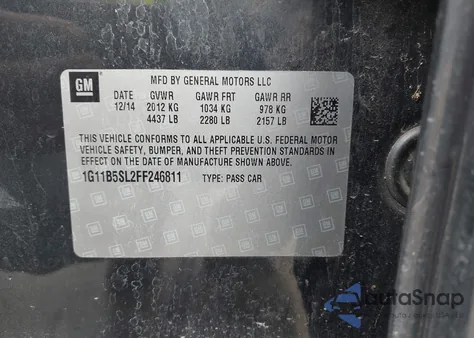 GM
MFD BY GENERAL MOTORS LLC
DATE GVWR GAWR FRT GAWR RR
12/14 2012 KG 1034 KG 978 KG
4437 LB 2280 LB 2157 LB
THIS VEHICLE CONFORMS TO ALL APPLICABLE U.S. FEDERAL MOTOR
VEHICLE SAFETY, BUMPER, AND THEFT PREVENTION STANDARDS IN
EFFECT ON THE DATE OF MANUFACTURE SHOWN ABOVE.
1G11B5SL2FF246811 TYPE: PASS CAR
AutaSnap